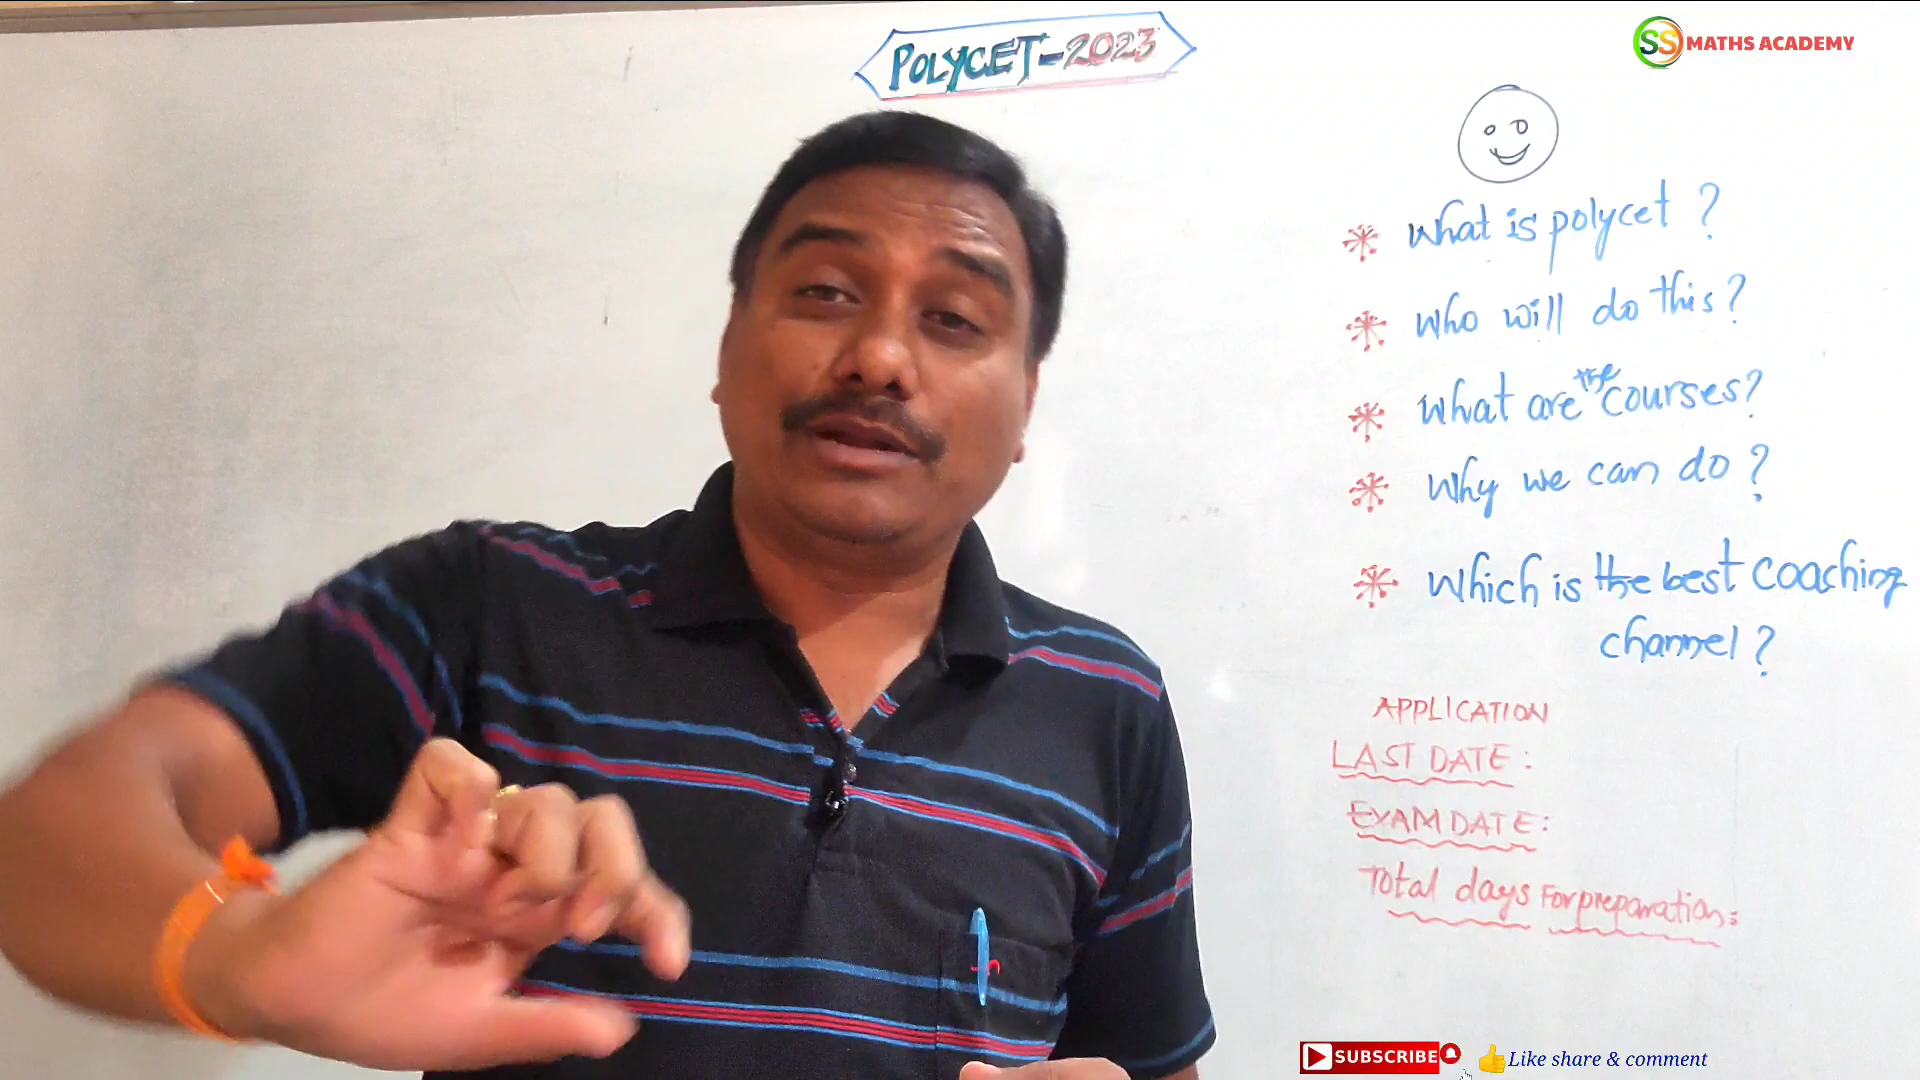 POLYCET-2023
SS MATHS ACADEMY
What is polycet ?
Who will do this?
What are the courses?
Why we can do ?
Which is the best coaching
channel ?
APPLICATION
LAST DATE :
EXAM DATE :
Total days For preparation:
SUBSCRIBE
Like share & comment